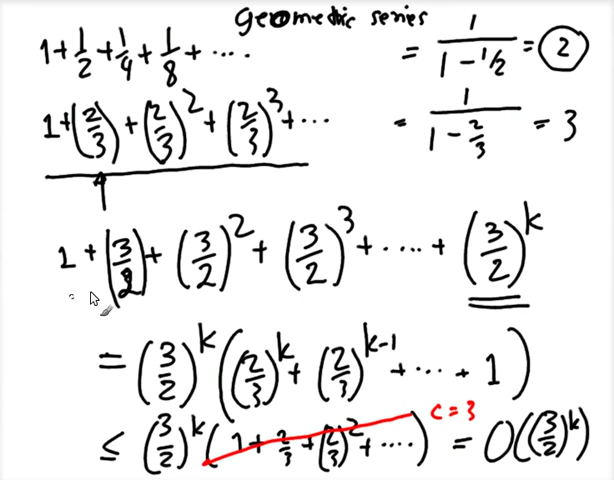 geometric series
1 + 1/2 + 1/4 + 1/8 + .... = 1/(1 - 1/2) = 2
1 + (2/3) + (2/3)^2 + (2/3)^3 + ... = 1/(1 - 2/3) = 3
1 + (3/2) + (3/2)^2 + (3/2)^3 + .... + (3/2)^k
= (3/2)^k ((2/3)^k + (2/3)^k-1 + ... + 1)
≤ (3/2)^k (1 + 2/3 + (2/3)^2 + ....) c = 3 = O((3/2)^k)